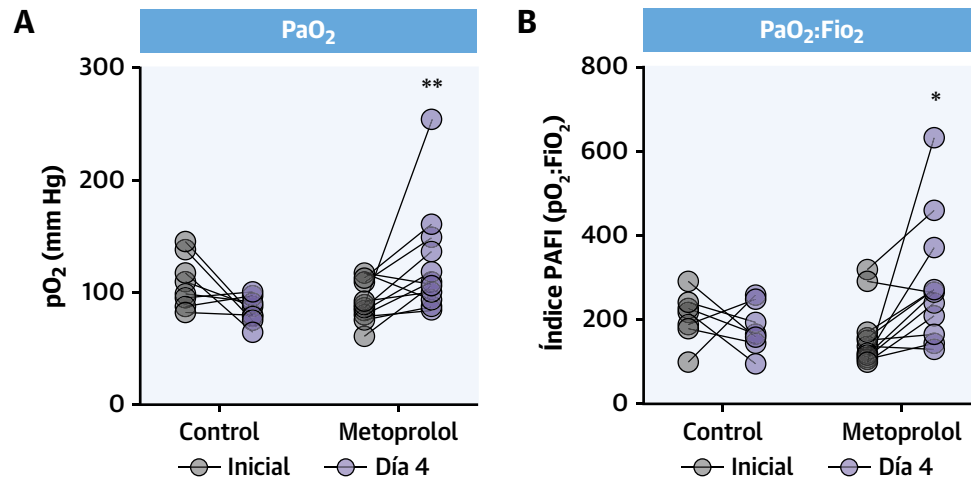 A
PaO₂
300
200
100
0
pO₂ (mm Hg)
**
Control
Metoprolol
Inicial
Día 4
B
PaO₂:Fio₂
800
600
400
200
0
Índice PAFI (pO₂:FiO₂)
*
Control
Metoprolol
Inicial
Día 4